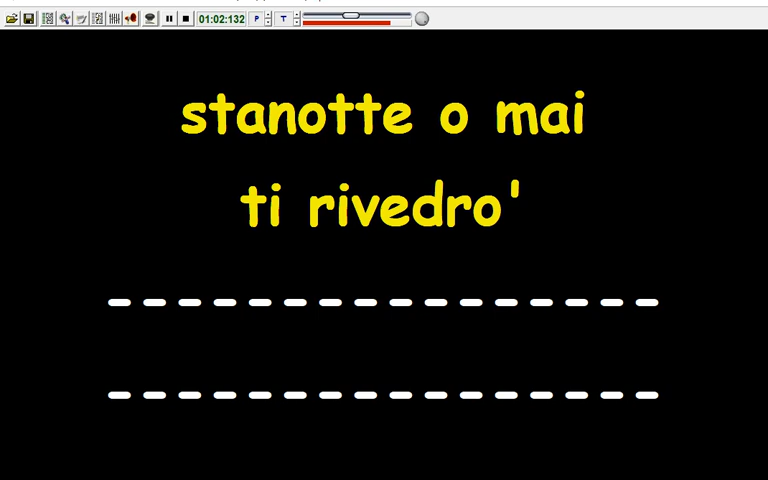 01:02:132 P T
stanotte o mai
ti rivedro'
- - - - - - - - - - - - - - - -
- - - - - - - - - - - - - - - -